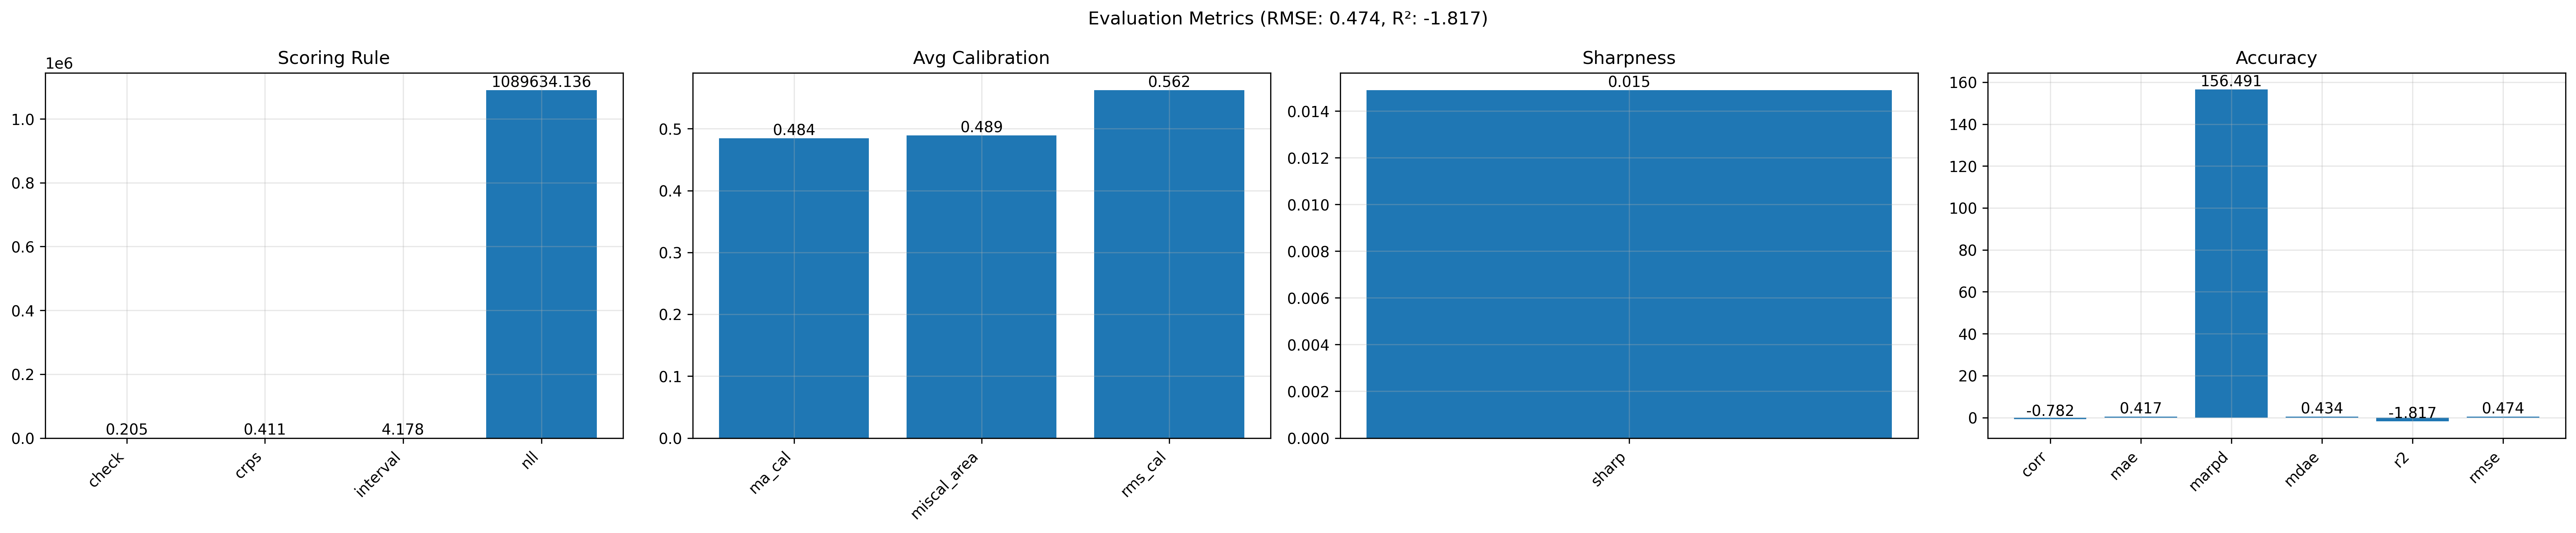 Evaluation Metrics (RMSE: 0.474, R²: -1.817)
Scoring Rule
1e6
1.0
0.8
0.6
0.4
0.2
0.0
0.205
0.411
4.178
1089634.136
check
crps
interval
nll
Avg Calibration
0.5
0.4
0.3
0.2
0.1
0.0
0.484
0.489
0.562
ma_cal
miscal_area
rms_cal
Sharpness
0.014
0.012
0.010
0.008
0.006
0.004
0.002
0.000
0.015
sharp
Accuracy
160
140
120
100
80
60
40
20
0
-0.782
0.417
156.491
0.434
-1.817
0.474
corr
mae
marpd
mdae
r2
rmse